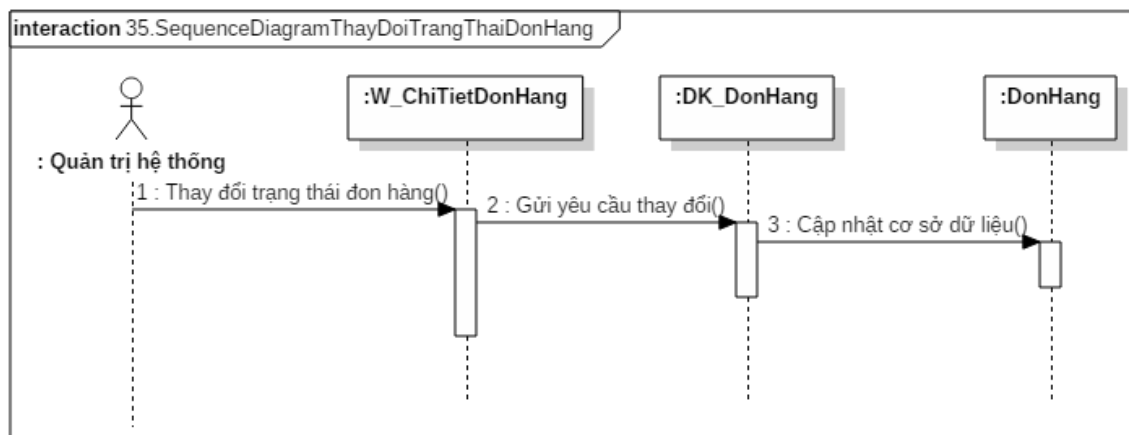 interaction 35.SequenceDiagramThayDoiTrangThaiDonHang
:W_ChiTietDonHang
:DK_DonHang
:DonHang
: Quản trị hệ thống
1 : Thay đổi trạng thái đon hàng()
2 : Gửi yêu cầu thay đổi()
3 : Cập nhật cơ sở dữ liệu()